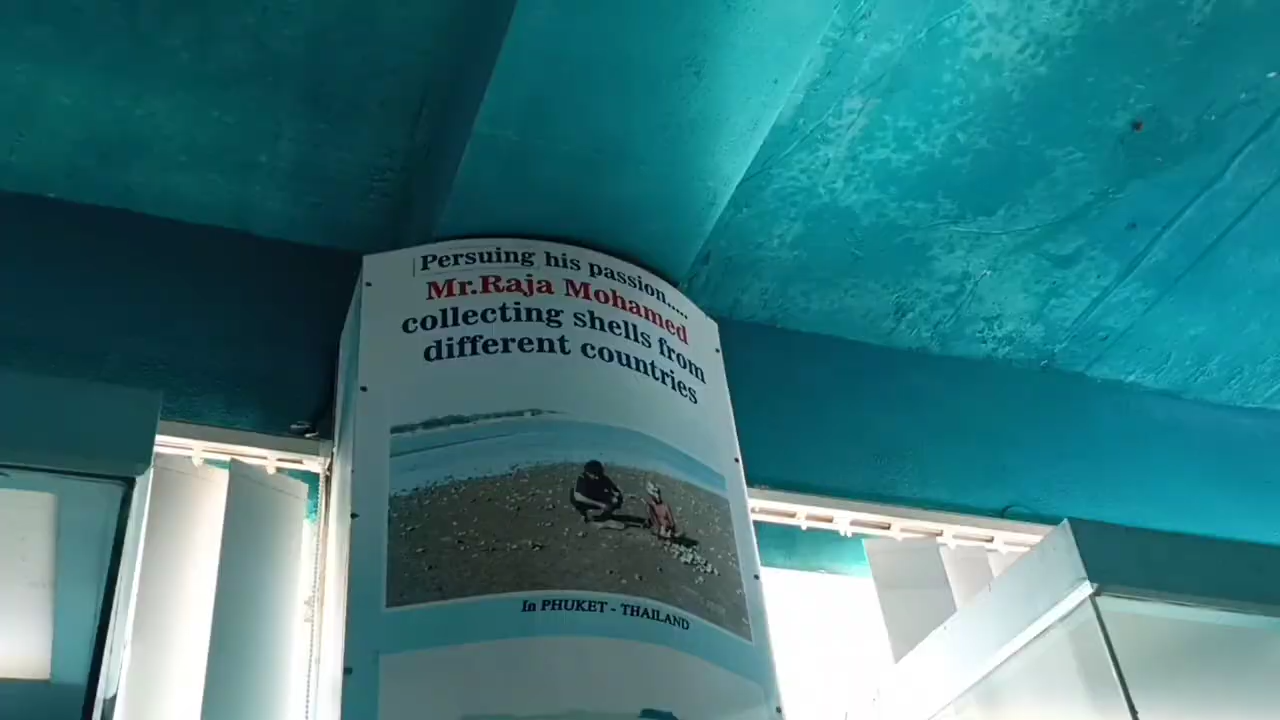 Persuing his passion.....
Mr.Raja Mohamed
collecting shells from
different countries
In PHUKET - THAILAND